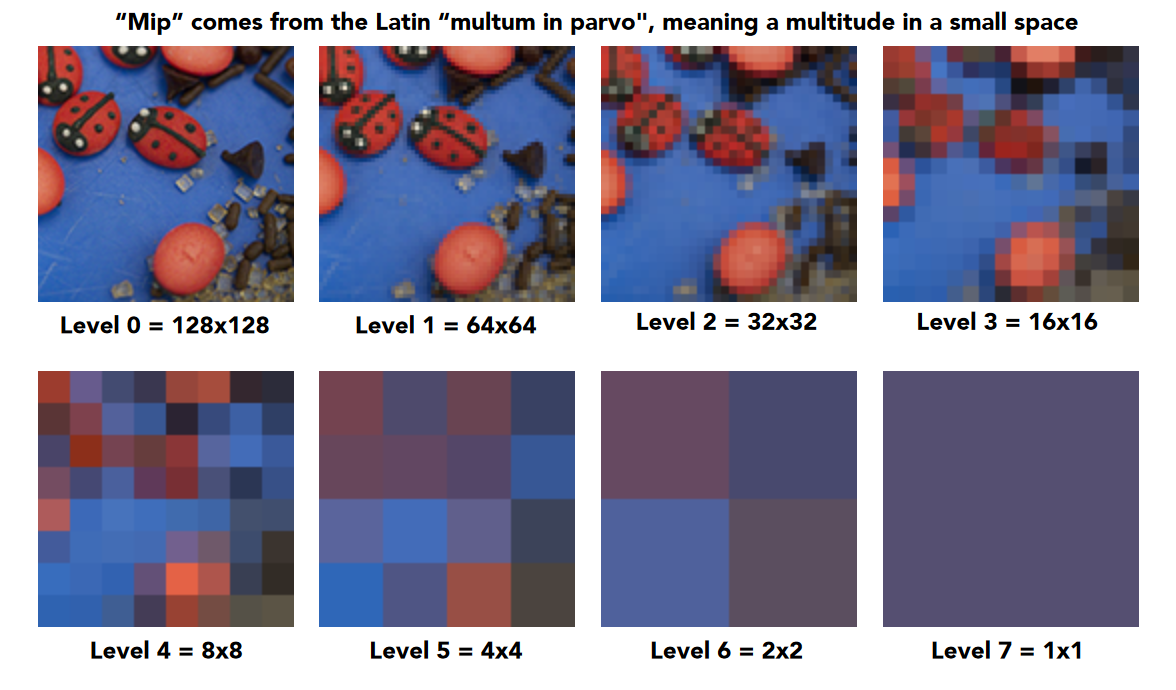 “Mip” comes from the Latin “multum in parvo", meaning a multitude in a small space
Level 0 = 128x128
Level 1 = 64x64
Level 2 = 32x32
Level 3 = 16x16
Level 4 = 8x8
Level 5 = 4x4
Level 6 = 2x2
Level 7 = 1x1